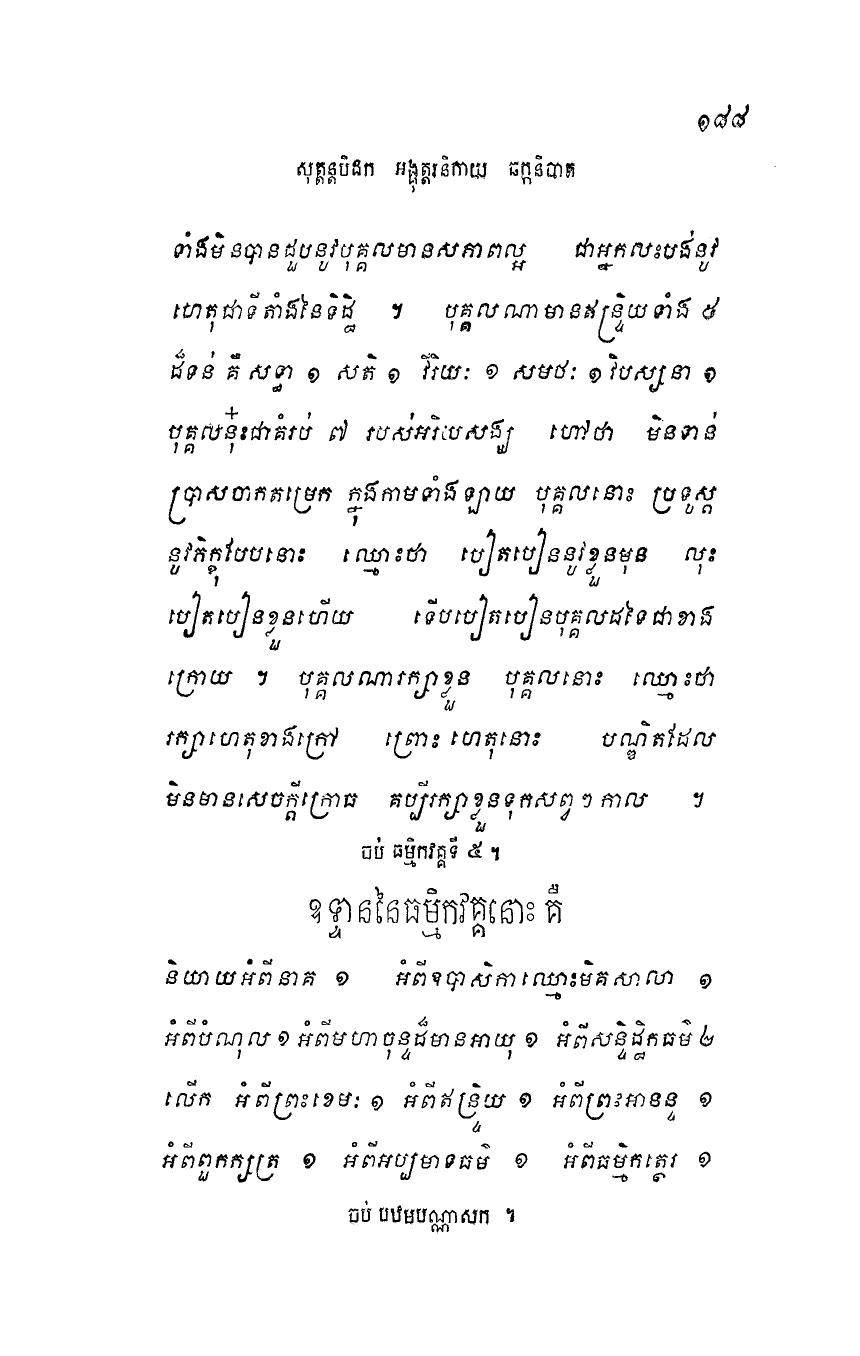 ១៨៨
សុត្តន្តបិដក អង្គុត្តរនិកាយ ឆក្កនិបាត
ទាំងមិនបានជួបនូវបុគ្គលមានសភាពល្អ ជាអ្នកលះបង់នូវ
ហេតុជាទីតាំងនៃទិដ្ឋិ ។ បុគ្គលណាមានឥន្ទ្រិយទាំង ៥
ដ៏ទន់ គឺ សទ្ធា ១ សតិ ១ វីរិយៈ ១ សមថៈ ១ វិបស្សនា ១
បុគ្គលនុ៎ះជាគំរប់ ៧ របស់អរិយសង្ឃ ហៅថា មិនទាន់
ប្រាសចាកតម្រេក ក្នុងកាមទាំងឡាយ បុគ្គលនោះ ប្រទូស្ត
នូវភិក្ខុបែបនោះ ឈ្មោះថា បៀតបៀននូវខ្លួនមុន លុះ
បៀតបៀនខ្លួនហើយ ទើបបៀតបៀនបុគ្គលដទៃជាខាង
ក្រោយ ។ បុគ្គលណារក្សាខ្លួន បុគ្គលនោះ ឈ្មោះថា
រក្សាហេតុខាងក្រៅ ព្រោះហេតុនោះ បណ្ឌិតដែល
មិនមានសេចក្តីក្រោធ គប្បីរក្សាខ្លួនទុកសព្វៗកាល ។
ចប់ ធម្មិកវគ្គទី ៥ ។
ឧទ្ទាននៃធម្មិកវគ្គនោះ គឺ
និយាយអំពីនាគ ១ អំពីឧបាសិកាឈ្មោះមិគសាលា ១
អំពីបំណុល ១ អំពីមហាចុន្ទដ៏មានអាយុ ១ អំពីសន្ទិដ្ឋិកធម៌ ២
លើក អំពីព្រះខេមៈ ១ អំពីឥន្ទ្រិយ ១ អំពីព្រះអានន្ទ ១
អំពីពួកក្សត្រ ១ អំពីអប្បមាទធម៌ ១ អំពីធម្មិកត្ថេរ ១
ចប់ បឋមបណ្ណាសក ។